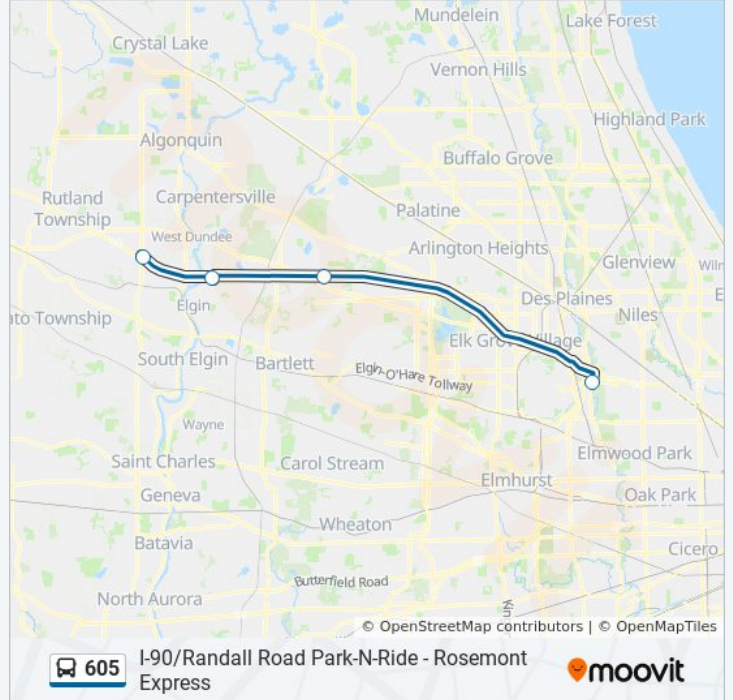 Mundelein
Lake Forest
Crystal Lake
Vernon Hills
Highland Park
Algonquin
Buffalo Grove
Rutland
Township
Carpentersville
Palatine
West Dundee
Arlington Heights
Glenview
Wilm
Des Plaines
E
Elgin
Niles
ato Township
Elk Gro
Village
South Elgin
Bartlett
Elgin-O'Hare Tollway
Wayne
Elmwood Park
Saint Charles
Carol Stream
Elmhurst
Geneva
Oak Park
Wheaton
Batavia
Cicero
Butterfield Road
North Aurora
© OpenStreetMap contributors | © OpenMapTiles
605
I-90/Randall Road Park-N-Ride - Rosemont
Express
moovit